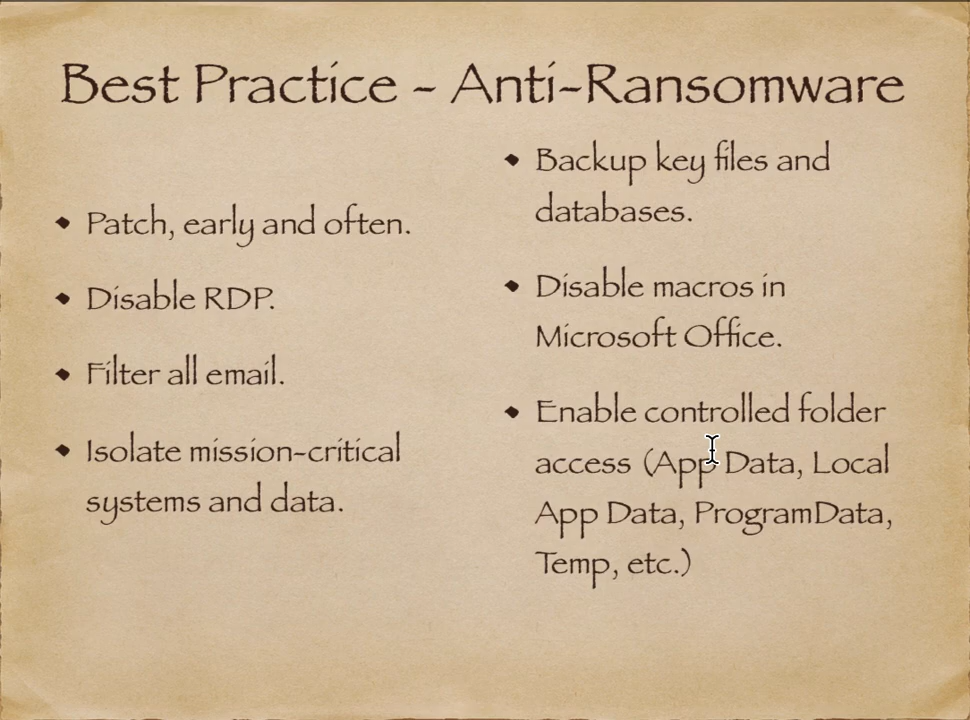 Best Practice - Anti-Ransomware
• Patch, early and often.
• Disable RDP.
• Filter all email.
• Isolate mission-critical
systems and data.
• Backup key files and
databases.
• Disable macros in
Microsoft Office.
• Enable controlled folder
access (App Data, Local
App Data, ProgramData,
Temp, etc.)